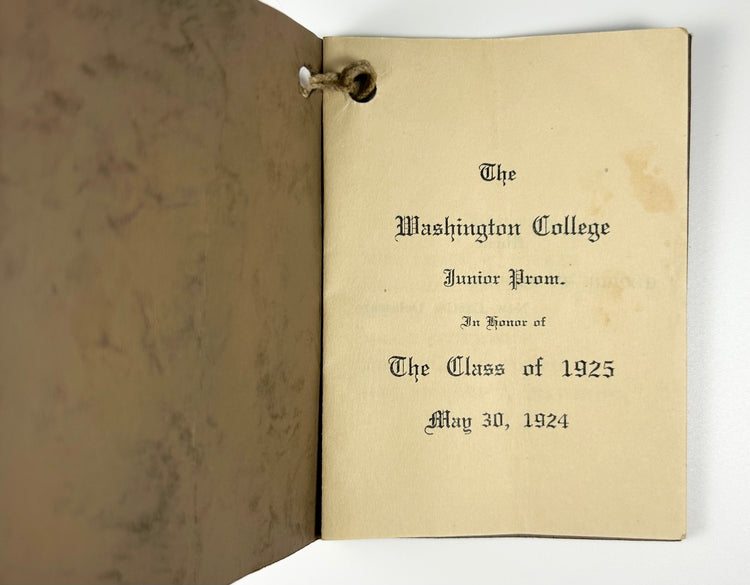 The
Washington College
Junior Prom.
In Honor of
The Class of 1925
May 30, 1924